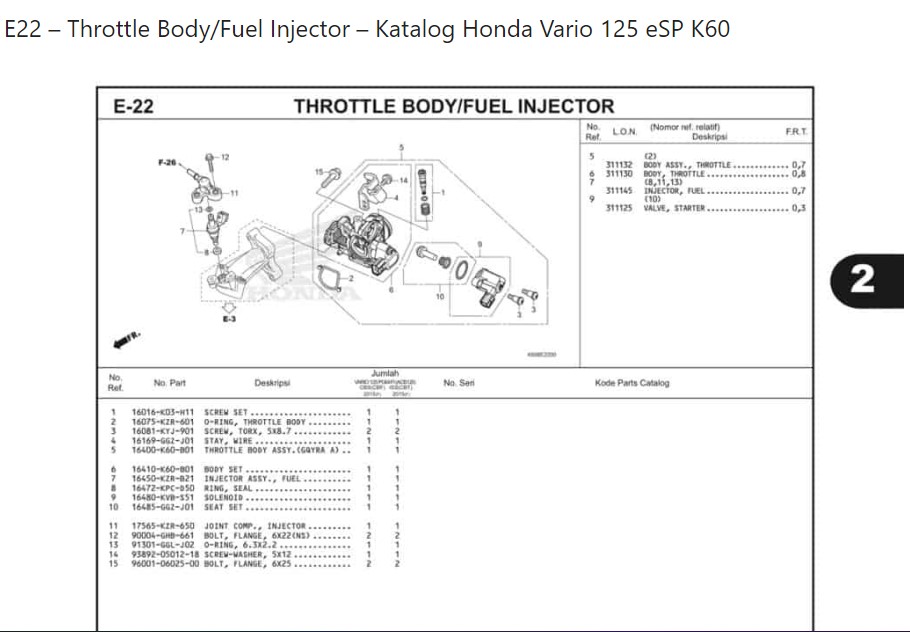 E22 – Throttle Body/Fuel Injector – Katalog Honda Vario 125 eSP K60
E-22 THROTTLE BODY/FUEL INJECTOR
No. Ref. L.O.N. (Nomor ref. relatif) Deskripsi F.R.T.
5 (2)
311132 BODY ASSY., THROTTLE 0,7
6 311130 BODY, THROTTLE 0,8
7 (8,11,13)
311145 INJECTOR, FUEL 0,7
9 (10)
311125 VALVE, STARTER 0,3
F-26
12
11
13
7
8
E-3
15
5
14
4
1
2
6
9
10
3
3
FR.
HONDA
2
No. Ref. No. Part Deskripsi Jumlah No. Seri Kode Parts Catalog
1 16016-K03-H11 SCREW SET 1 1
2 16075-KZR-601 O-RING, THROTTLE BODY 1 1
3 16081-KYJ-901 SCREW, TORX, 5X8.7 2 2
4 16169-GGZ-J01 STAY, WIRE 1 1
5 16400-K60-B01 THROTTLE BODY ASSY.(GQYRA A) 1 1
6 16410-K60-B01 BODY SET 1 1
7 16450-KZR-B21 INJECTOR ASSY., FUEL 1 1
8 16472-KPC-D50 RING, SEAL 1 1
9 16480-KVB-S51 SOLENOID 1 1
10 16485-GGZ-J01 SEAT SET 1 1
11 17565-KZR-650 JOINT COMP., INJECTOR 1 1
12 90004-GHB-661 BOLT, FLANGE, 6X22(NS) 2 2
13 91301-GGL-J02 O-RING, 6.3X2.2 1 1
14 93892-05012-18 SCREW-WASHER, 5X12 1 1
15 96001-06025-00 BOLT, FLANGE, 6X25 2 2